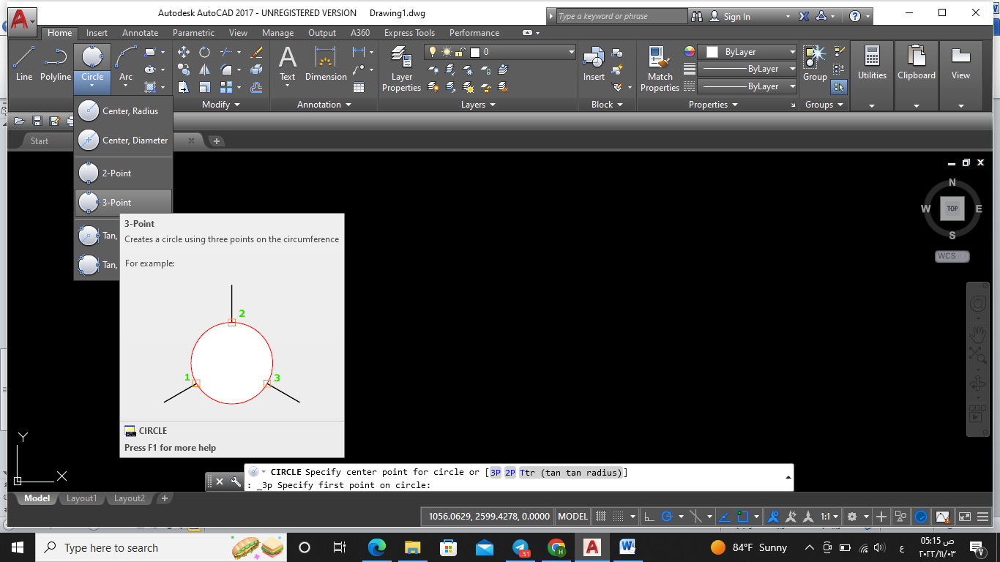 Autodesk AutoCAD 2017 - UNREGISTERED VERSION Drawing1.dwg
Type a keyword or phrase
Sign In
Home Insert Annotate Parametric View Manage Output A360 Express Tools Performance
0
ByLayer
ByLayer
ByLayer
Line Polyline Circle Arc
Text Dimension
Layer Properties
Insert
Match Properties
Group
Utilities Clipboard View
Modify Annotation Layers Block Properties Groups
Center, Radius
Center, Diameter
Start
2-Point
3-Point
Tan,
Tan,
3-Point
Creates a circle using three points on the circumference
For example:
2
1
3
CIRCLE
Press F1 for more help
N
W TOP E
S
WCS
Y
X
CIRCLE Specify center point for circle or [3P 2P Ttr (tan tan radius)]
: _3p Specify first point on circle:
Model Layout1 Layout2 +
1056.0629, 2599.4278, 0.0000 MODEL 1:1
Type here to search
51
84°F Sunny
ع
05:15 ص
٢٠٢٢/١١/٠٣